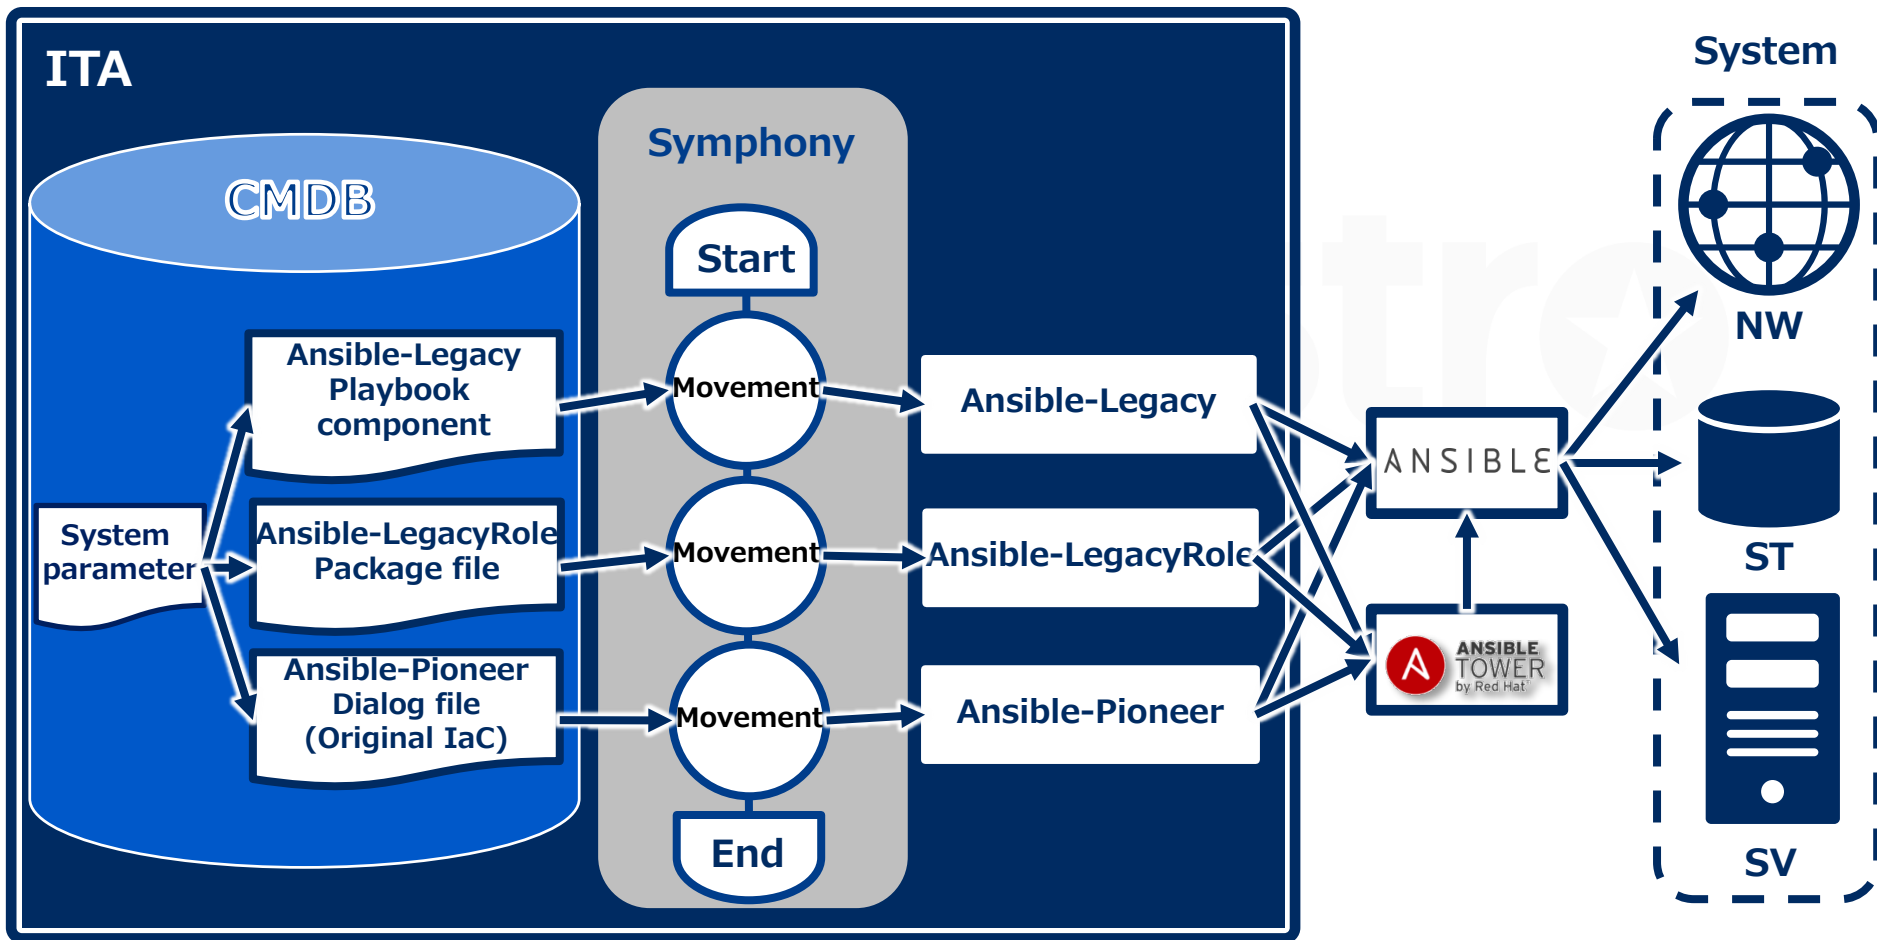 ITA
CMDB
System
parameter
Ansible-Legacy
Playbook
component
Ansible-LegacyRole
Package file
Ansible-Pioneer
Dialog file
(Original IaC)
Symphony
Start
Movement
Movement
Movement
End
Ansible-Legacy
Ansible-LegacyRole
Ansible-Pioneer
ANSIBLE
ANSIBLE
TOWER
by Red Hat
System
NW
ST
SV